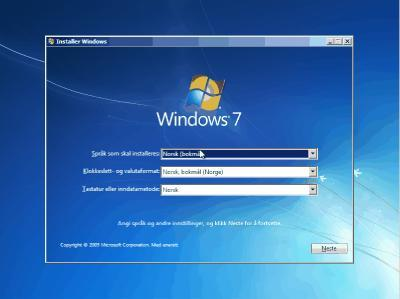 Installer Windows
Windows 7
Språk som skal installeres: Norsk (bokmål)
Klokkeslett- og valutaformat: Norsk, bokmål (Norge)
Tastatur eller inndatametode: Norsk
Angi språk og andre innstillinger, og klikk Neste for å fortsette.
Copyright © 2009 Microsoft Corporation. Med enerett.
Neste